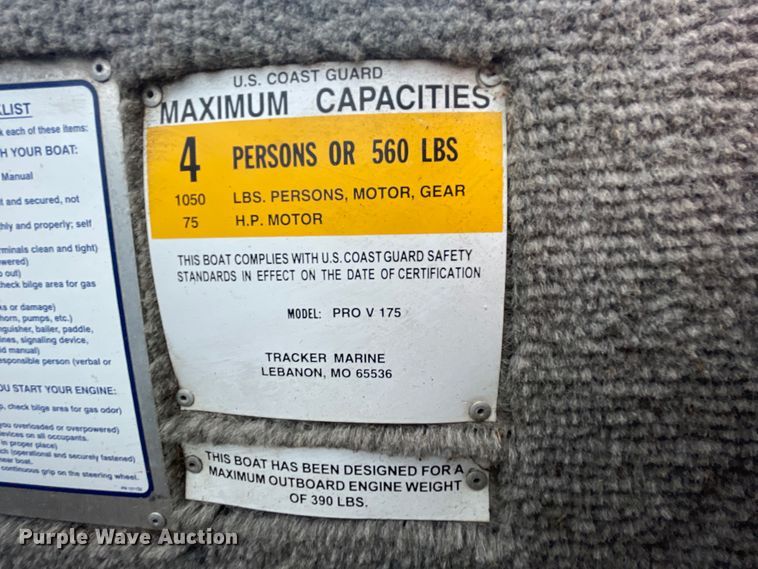 KLIST
k each of these items:
H YOUR BOAT:
Manual
t and secured, not
hly and properly; self
erminals clean and tight)
owered)
p out)
check bilge area for gas
ks or damage)
horn, pumps, etc.)
nguisher, bailer, paddle,
ines, signaling device,
id manual)
esponsible person (verbal or
OU START YOUR ENGINE:
p, check bilge area for gas odor)
you overloaded or overpowered)
devices on all occupants.
in proper place)
ch (operational and securely fastened)
near boat.
continuous grip on the steering wheel.
U.S. COAST GUARD
MAXIMUM CAPACITIES
4 PERSONS OR 560 LBS
1050 LBS. PERSONS, MOTOR, GEAR
75 H.P. MOTOR
THIS BOAT COMPLIES WITH U.S. COAST GUARD SAFETY
STANDARDS IN EFFECT ON THE DATE OF CERTIFICATION
MODEL: PRO V 175
TRACKER MARINE
LEBANON, MO 65536
THIS BOAT HAS BEEN DESIGNED FOR A
MAXIMUM OUTBOARD ENGINE WEIGHT
OF 390 LBS.
Purple Wave Auction